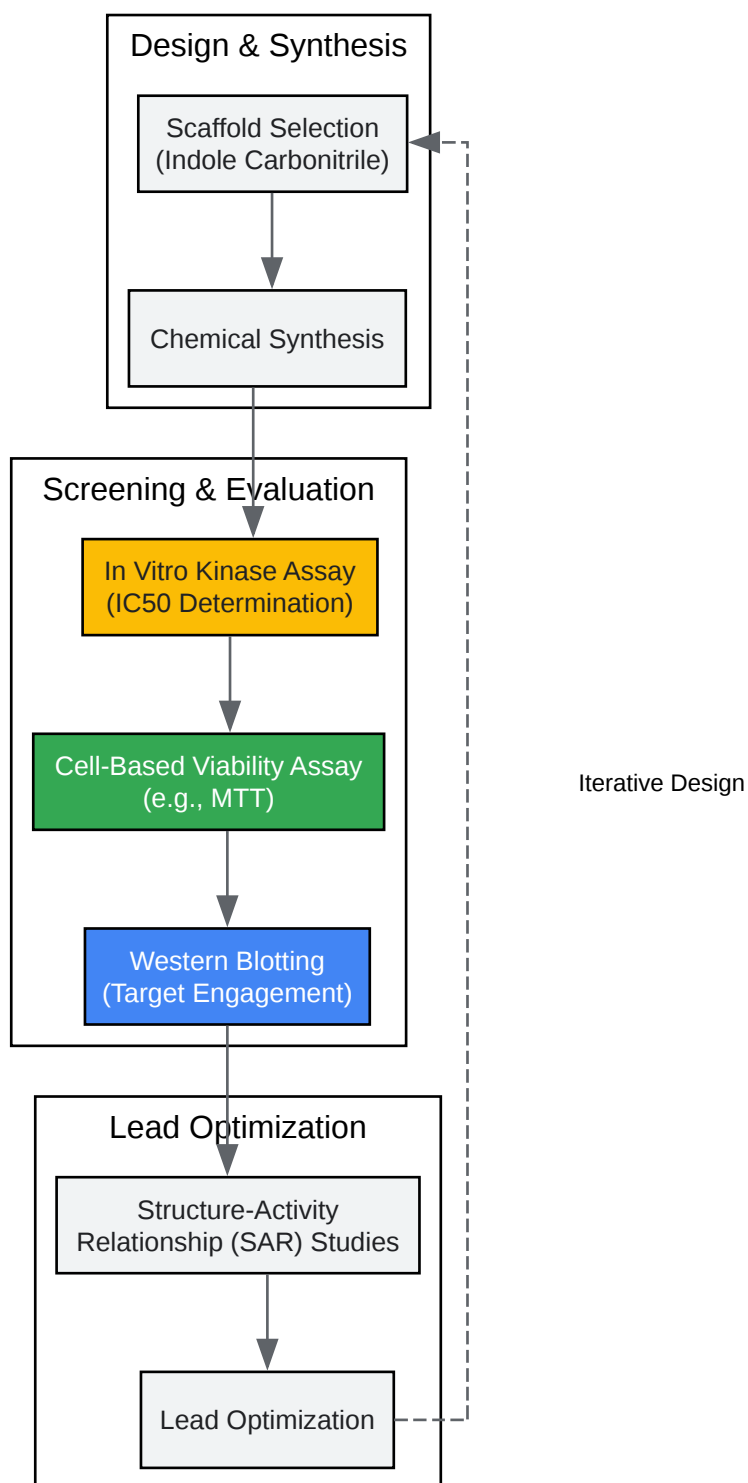 Design & Synthesis
Scaffold Selection
(Indole Carbonitrile)
Chemical Synthesis
Screening & Evaluation
In Vitro Kinase Assay
(IC50 Determination)
Cell-Based Viability Assay
(e.g., MTT)
Iterative Design
Western Blotting
(Target Engagement)
Lead Optimization
Structure-Activity
Relationship (SAR) Studies
Lead Optimization